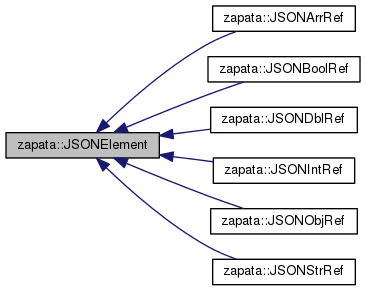 zapata::JSONArrRef
zapata::JSONBoolRef
zapata::JSONDblRef
zapata::JSONElement
zapata::JSONIntRef
zapata::JSONObjRef
zapata::JSONStrRef